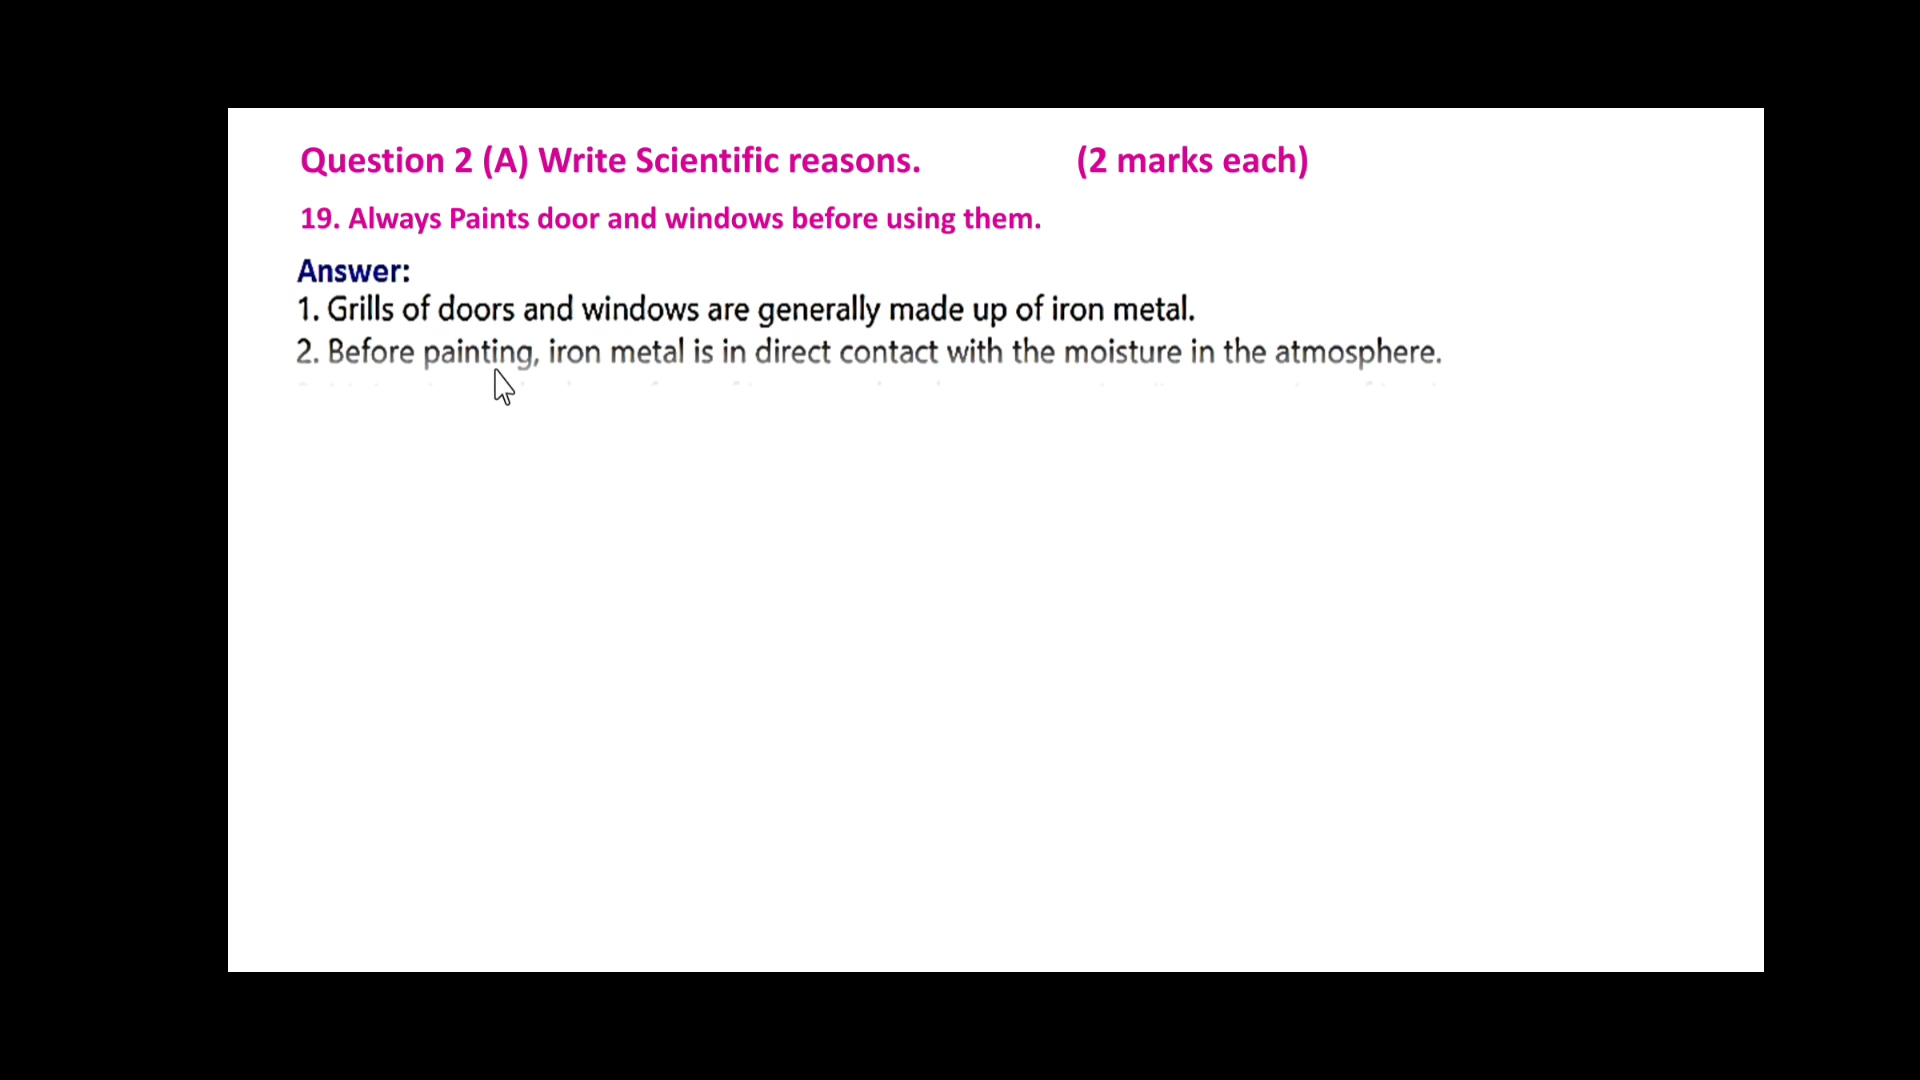 Question 2 (A) Write Scientific reasons. (2 marks each)
19. Always Paints door and windows before using them.
Answer:
1. Grills of doors and windows are generally made up of iron metal.
2. Before painting, iron metal is in direct contact with the moisture in the atmosphere.